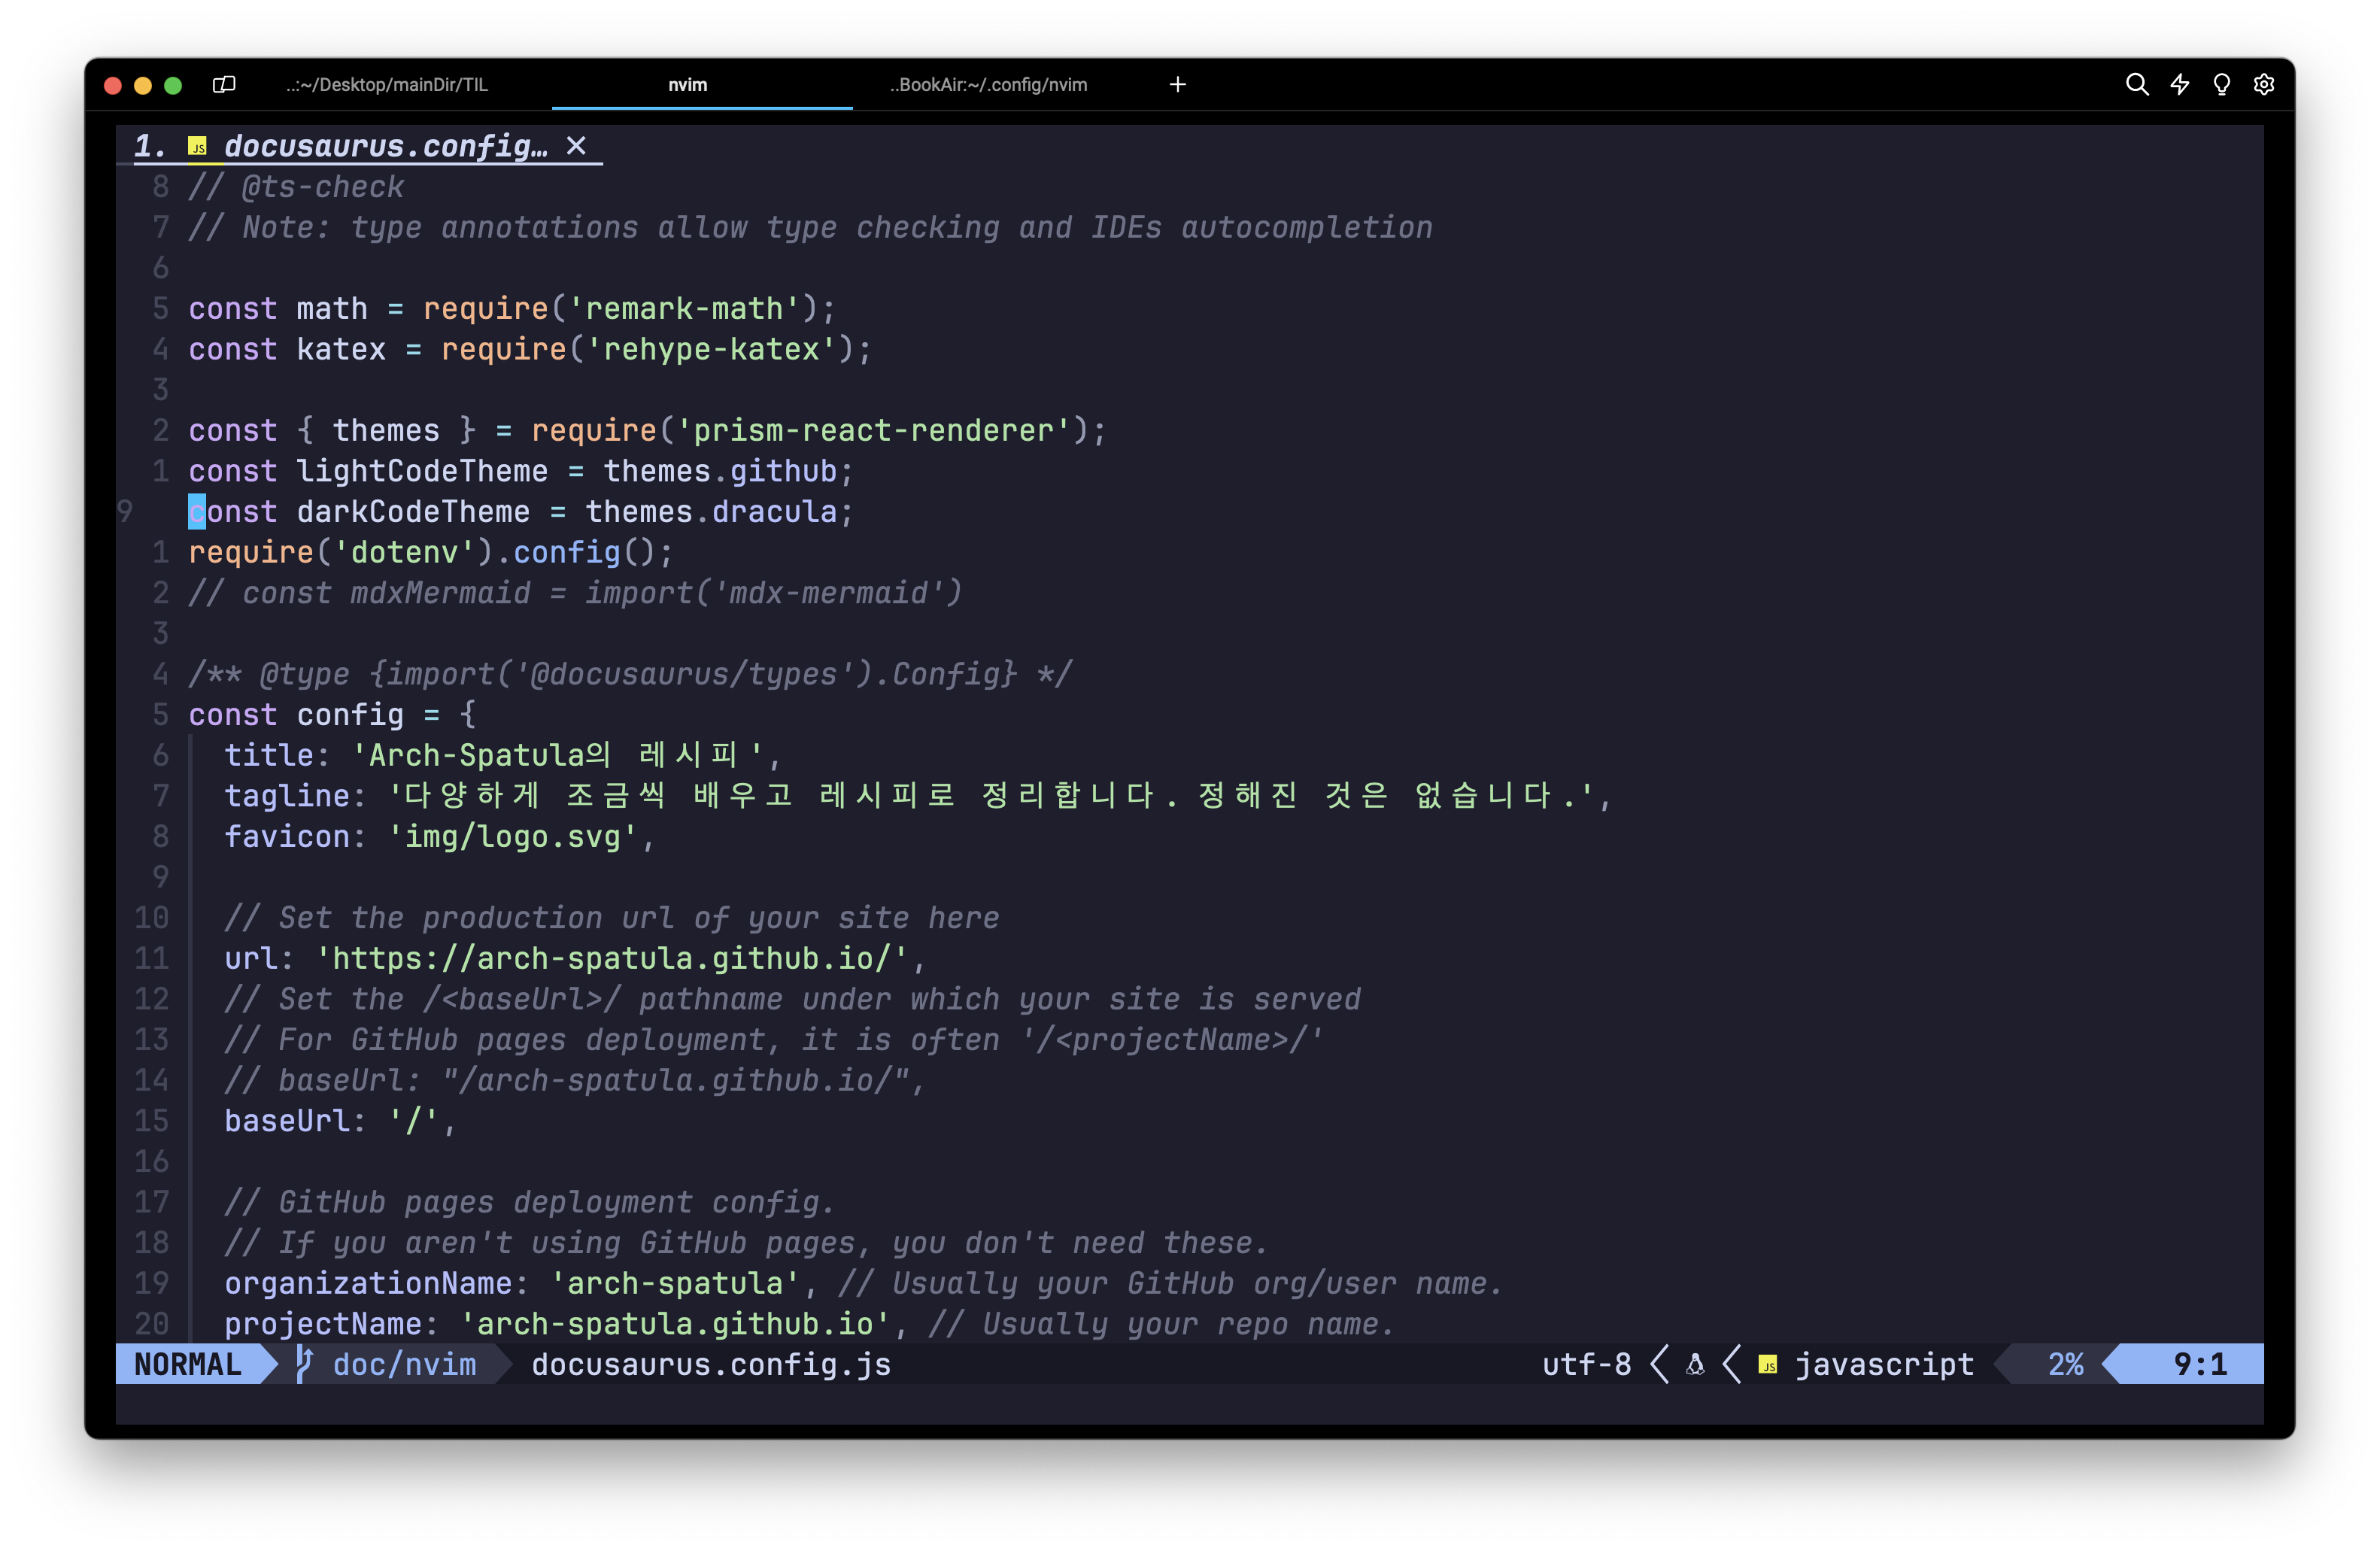 ..:~/Desktop/mainDir/TIL nvim ..BookAir:~/.config/nvim +
1. JS docusaurus.config… ×
8 // @ts-check
7 // Note: type annotations allow type checking and IDEs autocompletion
6
5 const math = require('remark-math');
4 const katex = require('rehype-katex');
3
2 const { themes } = require('prism-react-renderer');
1 const lightCodeTheme = themes.github;
9 const darkCodeTheme = themes.dracula;
1 require('dotenv').config();
2 // const mdxMermaid = import('mdx-mermaid')
3
4 /** @type {import('@docusaurus/types').Config} */
5 const config = {
6 title: 'Arch-Spatula의 레시피',
7 tagline: '다양하게 조금씩 배우고 레시피로 정리합니다. 정해진 것은 없습니다.',
8 favicon: 'img/logo.svg',
9
10 // Set the production url of your site here
11 url: 'https://arch-spatula.github.io/',
12 // Set the /<baseUrl>/ pathname under which your site is served
13 // For GitHub pages deployment, it is often '/<projectName>/'
14 // baseUrl: "/arch-spatula.github.io/",
15 baseUrl: '/',
16
17 // GitHub pages deployment config.
18 // If you aren't using GitHub pages, you don't need these.
19 organizationName: 'arch-spatula', // Usually your GitHub org/user name.
20 projectName: 'arch-spatula.github.io', // Usually your repo name.
NORMAL doc/nvim docusaurus.config.js utf-8 JS javascript 2% 9:1